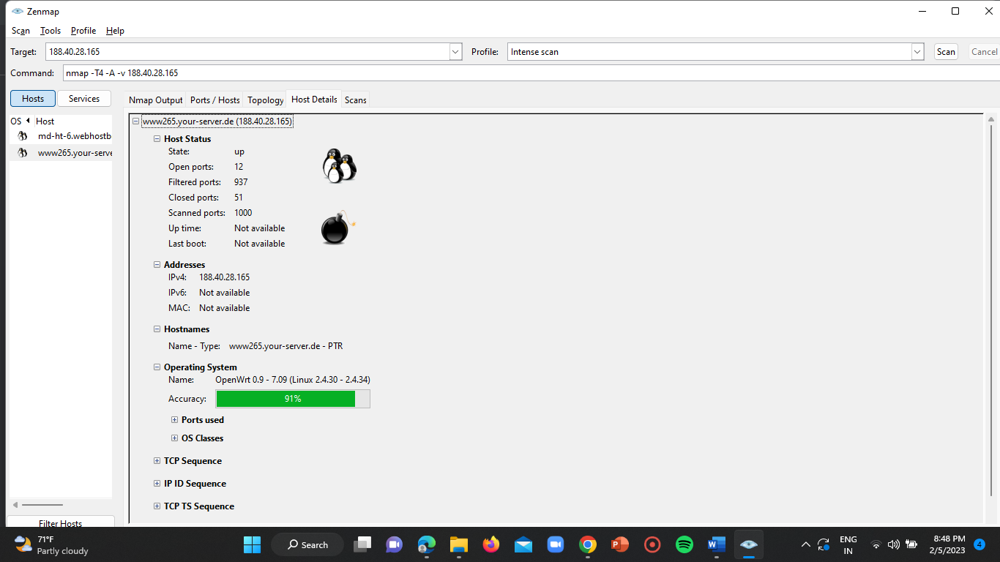 Zenmap
Scan Tools Profile Help
Target: 188.40.28.165 Profile: Intense scan Scan Cancel
Command: nmap -T4 -A -v 188.40.28.165
Hosts Services
Nmap Output Ports / Hosts Topology Host Details Scans
OS Host
md-ht-6.webhostb
www265.your-serve
Filter Hosts
www265.your-server.de (188.40.28.165)
Host Status
State: up
Open ports: 12
Filtered ports: 937
Closed ports: 51
Scanned ports: 1000
Up time: Not available
Last boot: Not available
Addresses
IPv4: 188.40.28.165
IPv6: Not available
MAC: Not available
Hostnames
Name - Type: www265.your-server.de - PTR
Operating System
Name: OpenWrt 0.9 - 7.09 (Linux 2.4.30 - 2.4.34)
Accuracy: 91%
Ports used
OS Classes
TCP Sequence
IP ID Sequence
TCP TS Sequence
71°F
Partly cloudy
Search
ENG
IN
8:48 PM
2/5/2023
4